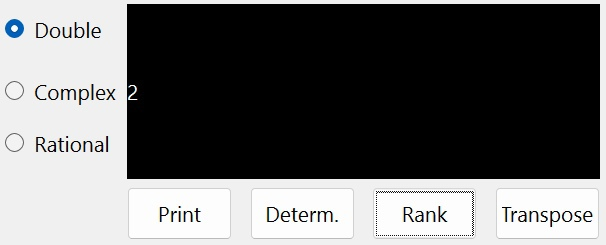 Double
Complex 2
Rational
Print Determ. Rank Transpose